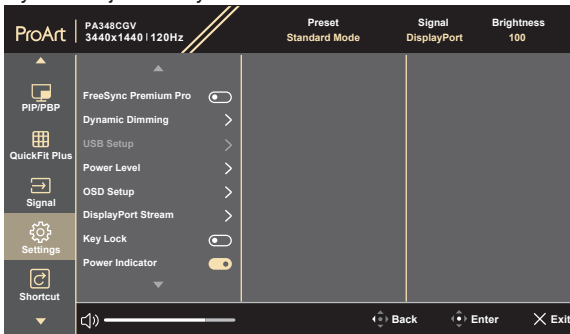 ProArt
PA348CGV
3440x1440 | 120Hz
Preset
Standard Mode
Signal
DisplayPort
Brightness
100
PIP/PBP
QuickFit Plus
Signal
Settings
Shortcut
FreeSync Premium Pro
Dynamic Dimming
USB Setup
Power Level
OSD Setup
DisplayPort Stream
Key Lock
Power Indicator
Back
Enter
Exit